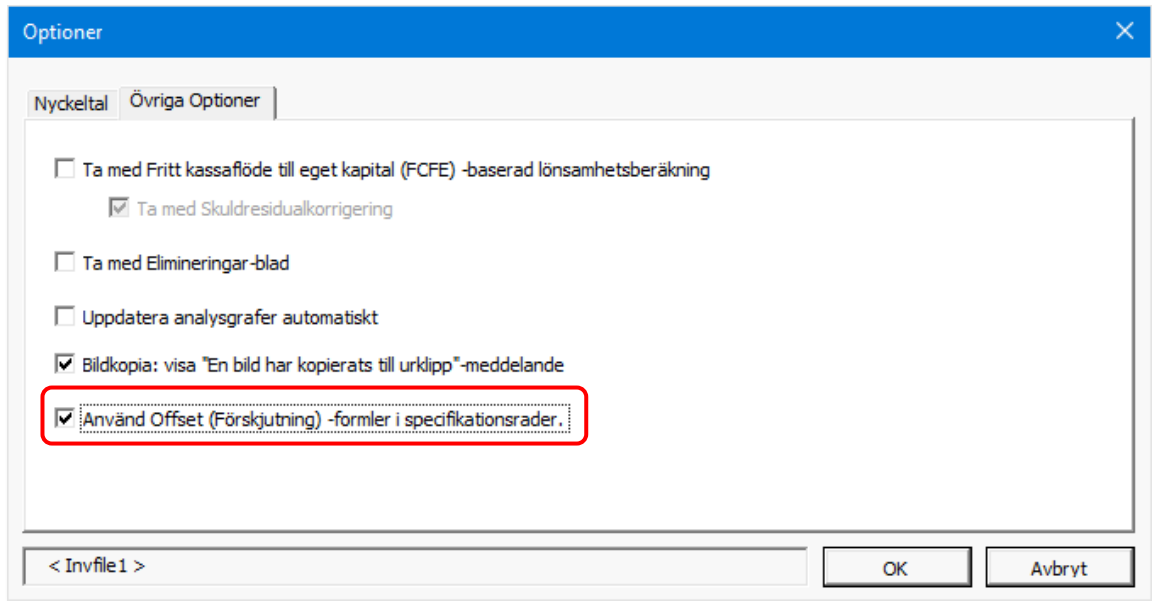 Optioner
Nyckeltal
Övriga Optioner
Ta med Fritt kassaflöde till eget kapital (FCFE) -baserad lönsamhetsberäkning
Ta med Skuldresidualkorrigering
Ta med Elimineringar-blad
Uppdatera analysgrafer automatiskt
Bildkopia: visa "En bild har kopierats till urklipp"-meddelande
Använd Offset (Förskjutning) -formler i specifikationsrader.
< Invfile1 >
OK
Avbryt